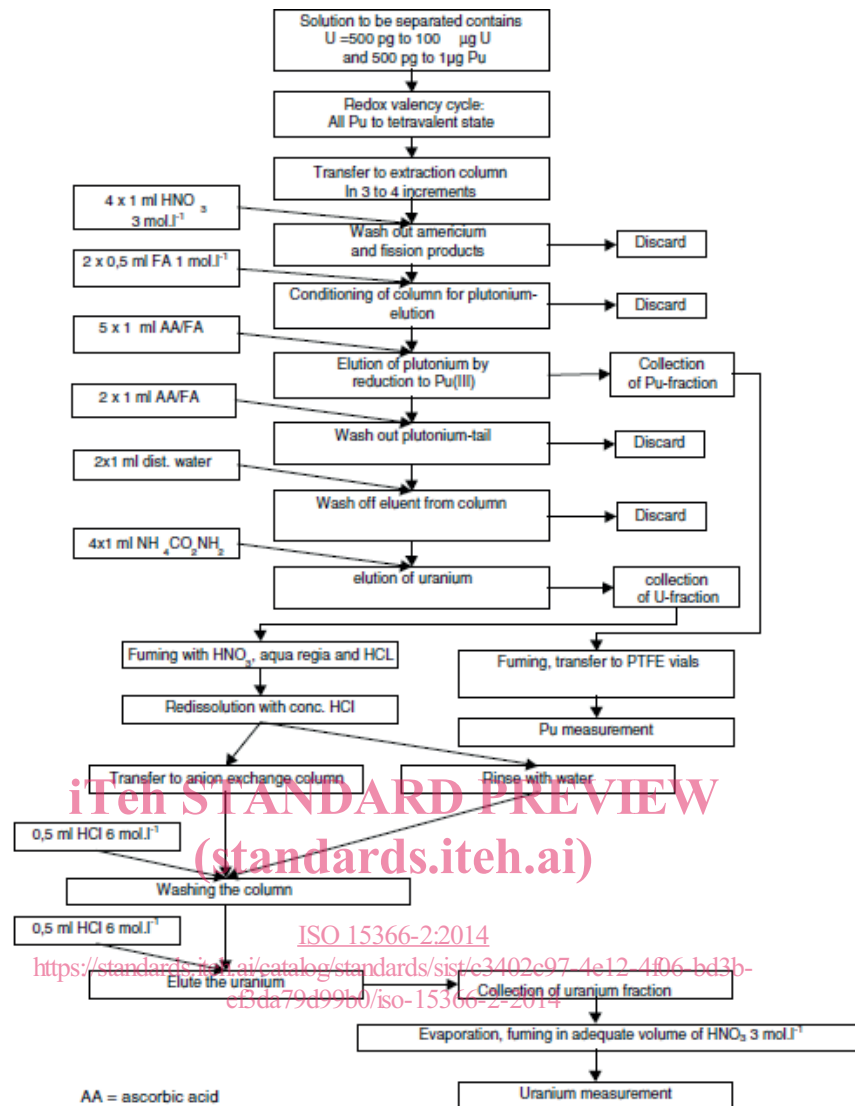 Solution to be separated contains
U =500 pg to 100 µg U
and 500 pg to 1µg Pu
Redox valency cycle:
All Pu to tetravalent state
Transfer to extraction column
In 3 to 4 increments
4 x 1 ml HNO₃
3 mol.l⁻¹
Wash out americium
and fission products
Discard
2 x 0,5 ml FA 1 mol.l⁻¹
Conditioning of column for plutonium-
elution
Discard
5 x 1 ml AA/FA
Elution of plutonium by
reduction to Pu(III)
Collection
of Pu-fraction
2 x 1 ml AA/FA
Wash out plutonium-tail
Discard
2x1 ml dist. water
Wash off eluent from column
Discard
4x1 ml NH₄CO₂NH₂
elution of uranium
collection
of U-fraction
Fuming with HNO₃, aqua regia and HCL
Fuming, transfer to PTFE vials
Redissolution with conc. HCl
Pu measurement
Transfer to anion exchange column
Rinse with water
iTeh STANDARD PREVIEW
0,5 ml HCl 6 mol.l⁻¹
(standards.iteh.ai)
Washing the column
0,5 ml HCl 6 mol.l⁻¹
ISO 15366-2:2014
https://standards.iteh.ai/catalog/standards/sist/c3402c97-4e12-4f06-bd3b-
Elute the uranium
ef3da79d99b0/iso-15366-2-2014
Collection of uranium fraction
Evaporation, fuming in adequate volume of HNO₃ 3 mol.l⁻¹
AA = ascorbic acid
Uranium measurement